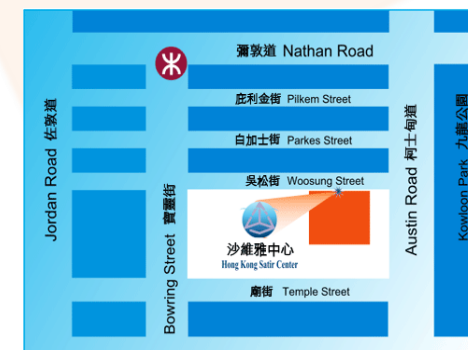 彌敦道 Nathan Road
庇利金街 Pilkem Street
白加士街 Parkes Street
吳松街 Woosung Street
沙維雅中心
Hong Kong Satir Center
廟街 Temple Street
Jordan Road 佐敦道
Bowring Street 寶靈街
Austin Road 柯士甸道
Kowloon Park 九龍公園